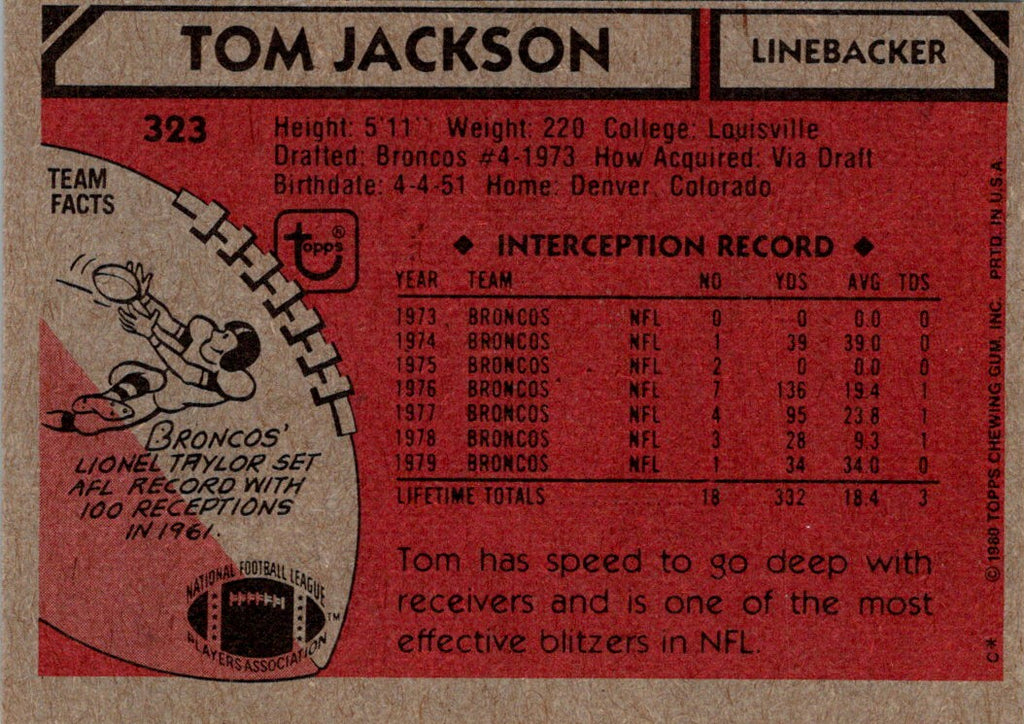 TOM JACKSON
LINEBACKER
323
Height: 5'11" Weight: 220 College: Louisville
Drafted: Broncos #4-1973 How Acquired: Via Draft
Birthdate: 4-4-51 Home: Denver, Colorado
TEAM
FACTS
topps®
◆ INTERCEPTION RECORD ◆
YEAR TEAM NO YDS AVG TDS
1973 BRONCOS NFL 0 0 0.0 0
1974 BRONCOS NFL 1 39 39.0 0
1975 BRONCOS NFL 2 0 0.0 0
1976 BRONCOS NFL 7 136 19.4 1
1977 BRONCOS NFL 4 95 23.8 1
1978 BRONCOS NFL 3 28 9.3 1
1979 BRONCOS NFL 1 34 34.0 0
LIFETIME TOTALS 18 332 18.4 3
BRONCOS'
LIONEL TAYLOR SET
AFL RECORD WITH
100 RECEPTIONS
IN 1961.
NATIONAL FOOTBALL LEAGUE
PLAYERS ASSOCIATION
TM
Tom has speed to go deep with
receivers and is one of the most
effective blitzers in NFL.
C* ©1980 TOPPS CHEWING GUM, INC. PRTD. IN U.S.A.